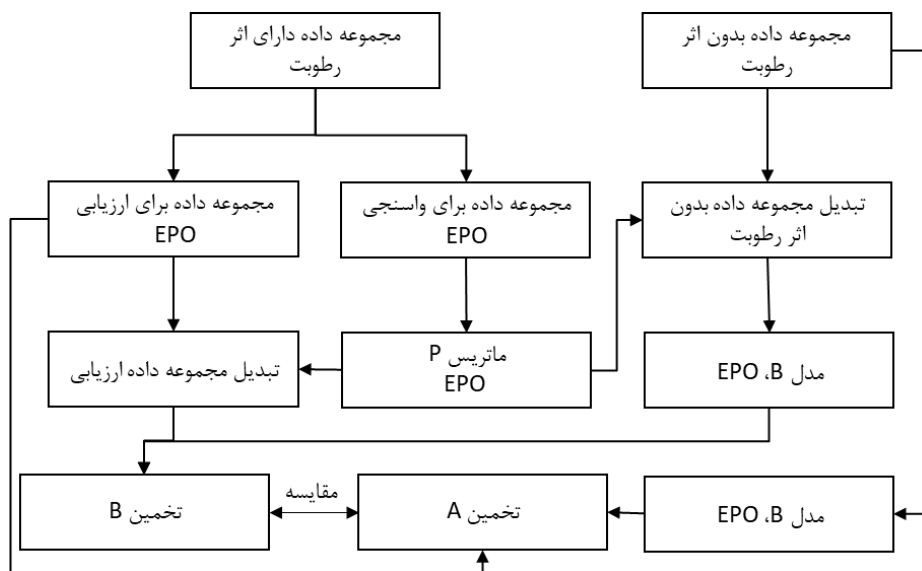 مجموعه داده بدون اثر
رطوبت
مجموعه داده دارای اثر
رطوبت
تبدیل مجموعه داده بدون
اثر رطوبت
مجموعه داده برای واسنجی
EPO
مجموعه داده برای ارزیابی
EPO
مدل EPO ،B
ماتریس P
EPO
تبدیل مجموعه داده ارزیابی
مدل EPO ،B
تخمین A
مقایسه
تخمین B